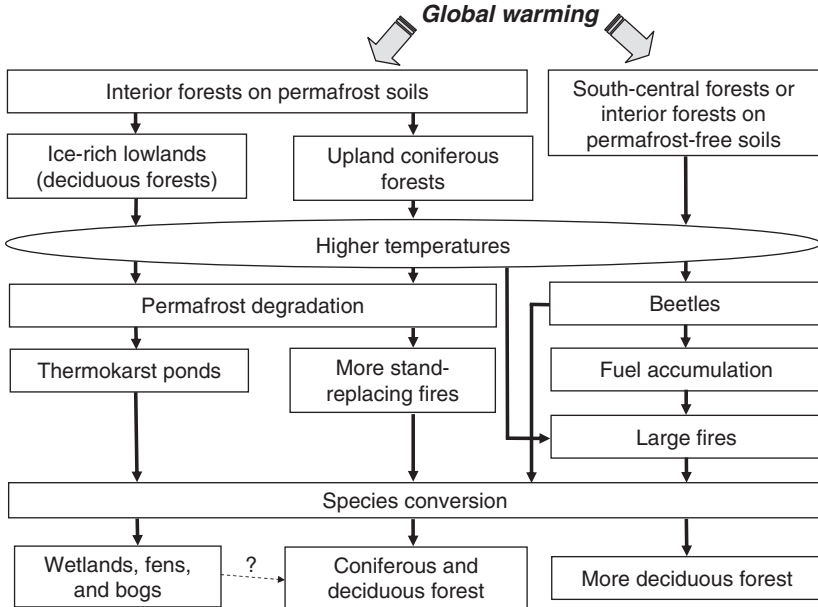 Global warming
Interior forests on permafrost soils
South-central forests or
interior forests on
permafrost-free soils
Ice-rich lowlands
(deciduous forests)
Upland coniferous
forests
Higher temperatures
Permafrost degradation
Beetles
Thermokarst ponds
More stand-
replacing fires
Fuel accumulation
Large fires
Species conversion
Wetlands, fens,
and bogs
?
Coniferous and
deciduous forest
More deciduous forest